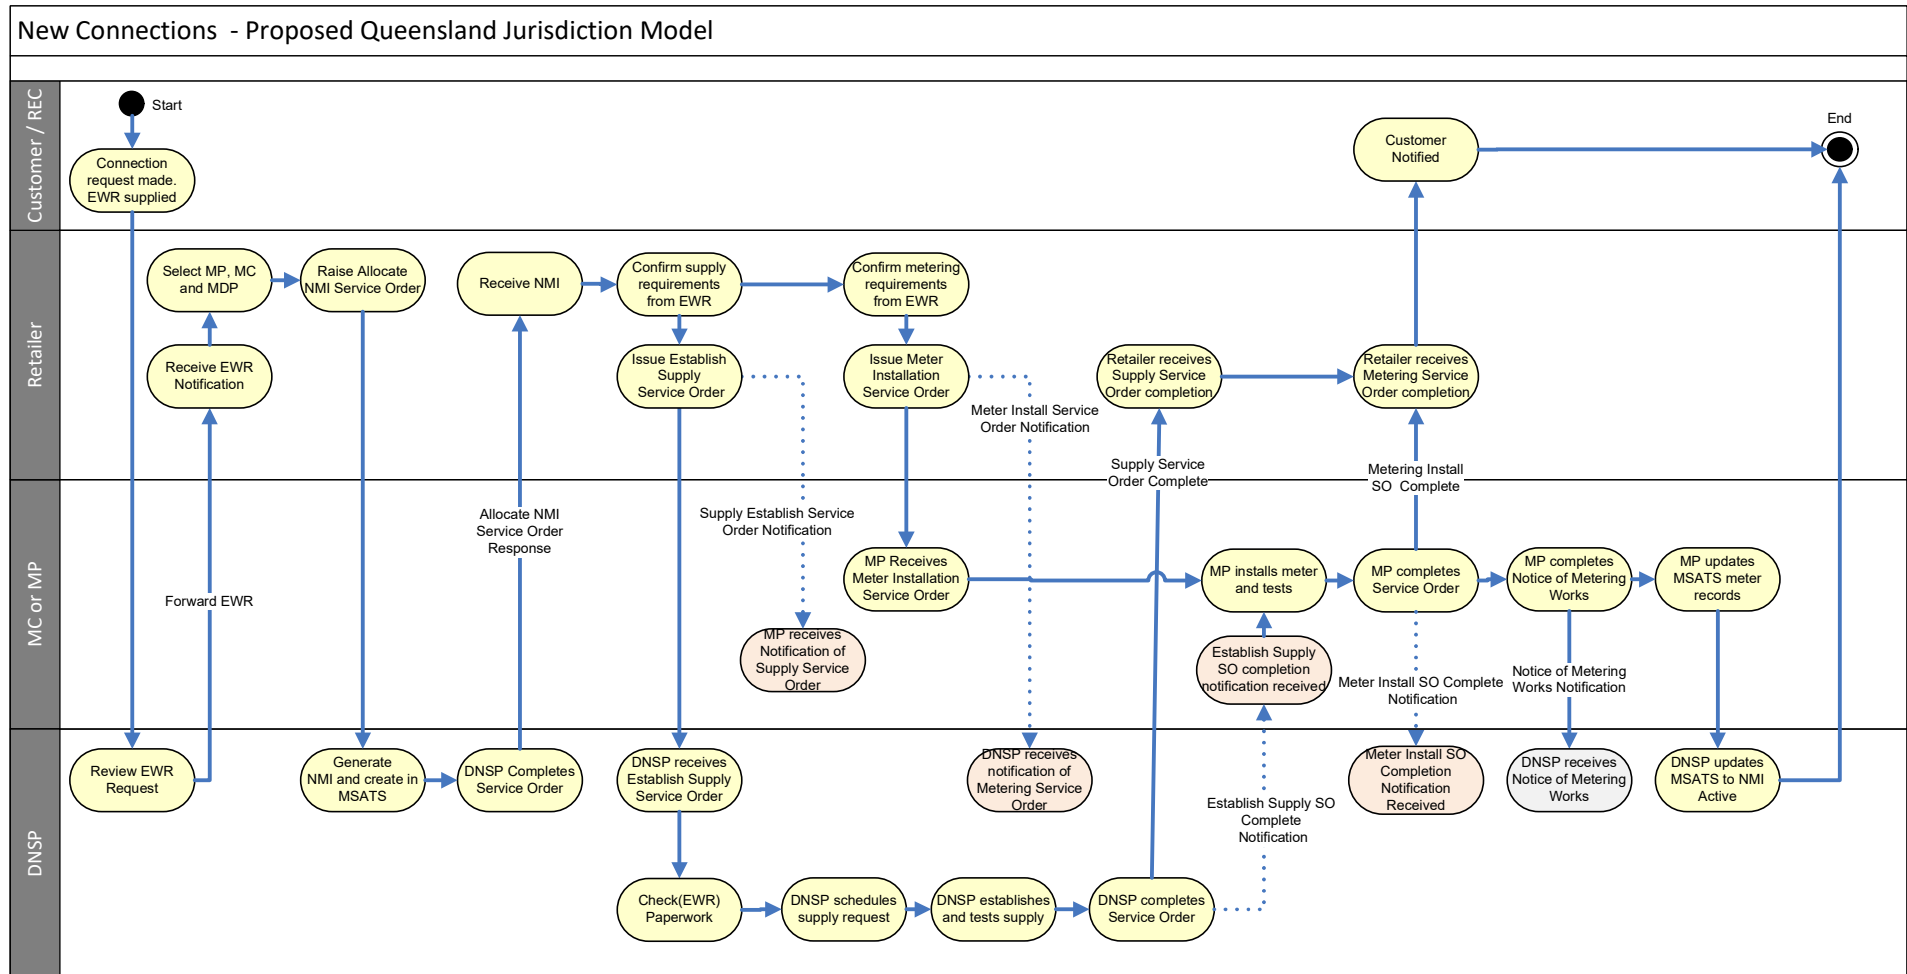 New Connections  - Proposed Queensland Jurisdiction Model
Customer / REC
Start
Connection
request made.
EWR supplied
Customer
Notified
End
Retailer
Select MP, MC
and MDP
Raise Allocate
NMI Service Order
Receive NMI
Confirm supply
requirements
from EWR
Confirm metering
requirements
from EWR
Receive EWR
Notification
Issue Establish
Supply
Service Order
Issue Meter
Installation
Service Order
Retailer receives
Supply Service
Order completion
Retailer receives
Metering Service
Order completion
Meter Install Service
Order Notification
Supply Service
Order Complete
Metering Install
SO  Complete
MC or MP
Allocate NMI
Service Order
Response
Supply Establish Service
Order Notification
Forward EWR
MP Receives
Meter Installation
Service Order
MP installs meter
and tests
MP completes
Service Order
MP completes
Notice of Metering
Works
MP updates
MSATS meter
records
MP receives
Notification of
Supply Service
Order
Establish Supply
SO completion
notification received
Meter Install SO Complete
Notification
Notice of Metering
Works Notification
DNSP
Review EWR
Request
Generate
NMI and create in
MSATS
DNSP Completes
Service Order
DNSP receives
Establish Supply
Service Order
DNSP receives
notification of
Metering Service
Order
Establish Supply SO
Complete
Notification
Meter Install SO
Completion
Notification
Received
DNSP receives
Notice of Metering
Works
DNSP updates
MSATS to NMI
Active
Check(EWR)
Paperwork
DNSP schedules
supply request
DNSP establishes
and tests supply
DNSP completes
Service Order